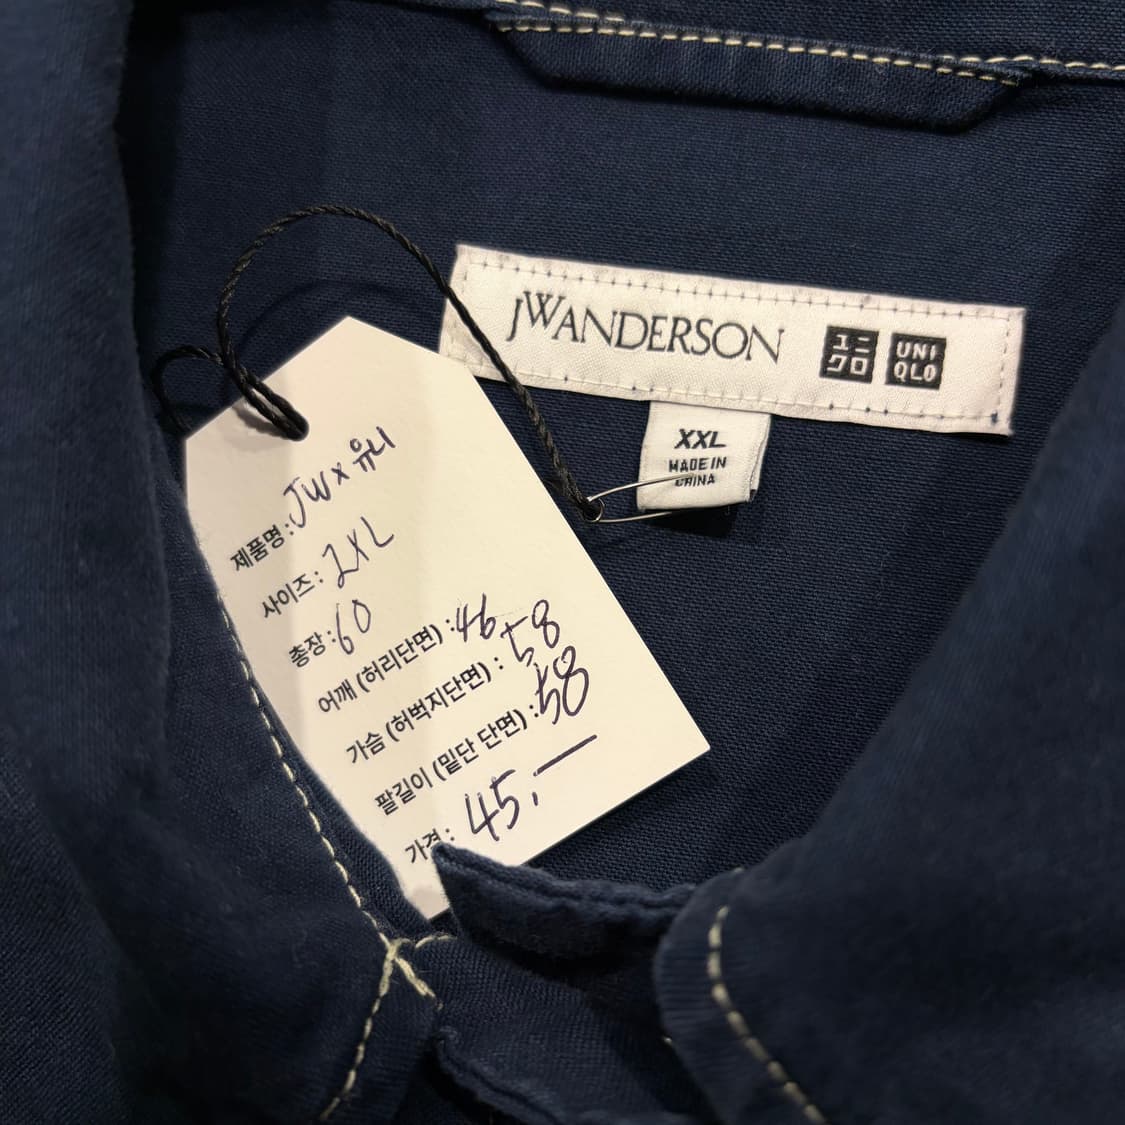 JW ANDERSON
ユニ
クロ
UNI
QLO
XXL
MADE IN
CHINA
제품명 : JW x 유니
사이즈 : 2XL
총장 : 60
어깨 (허리단면) : 46
가슴 (허벅지단면) : 58
팔길이 (밑단 단면) : 58
가격 : 45,—